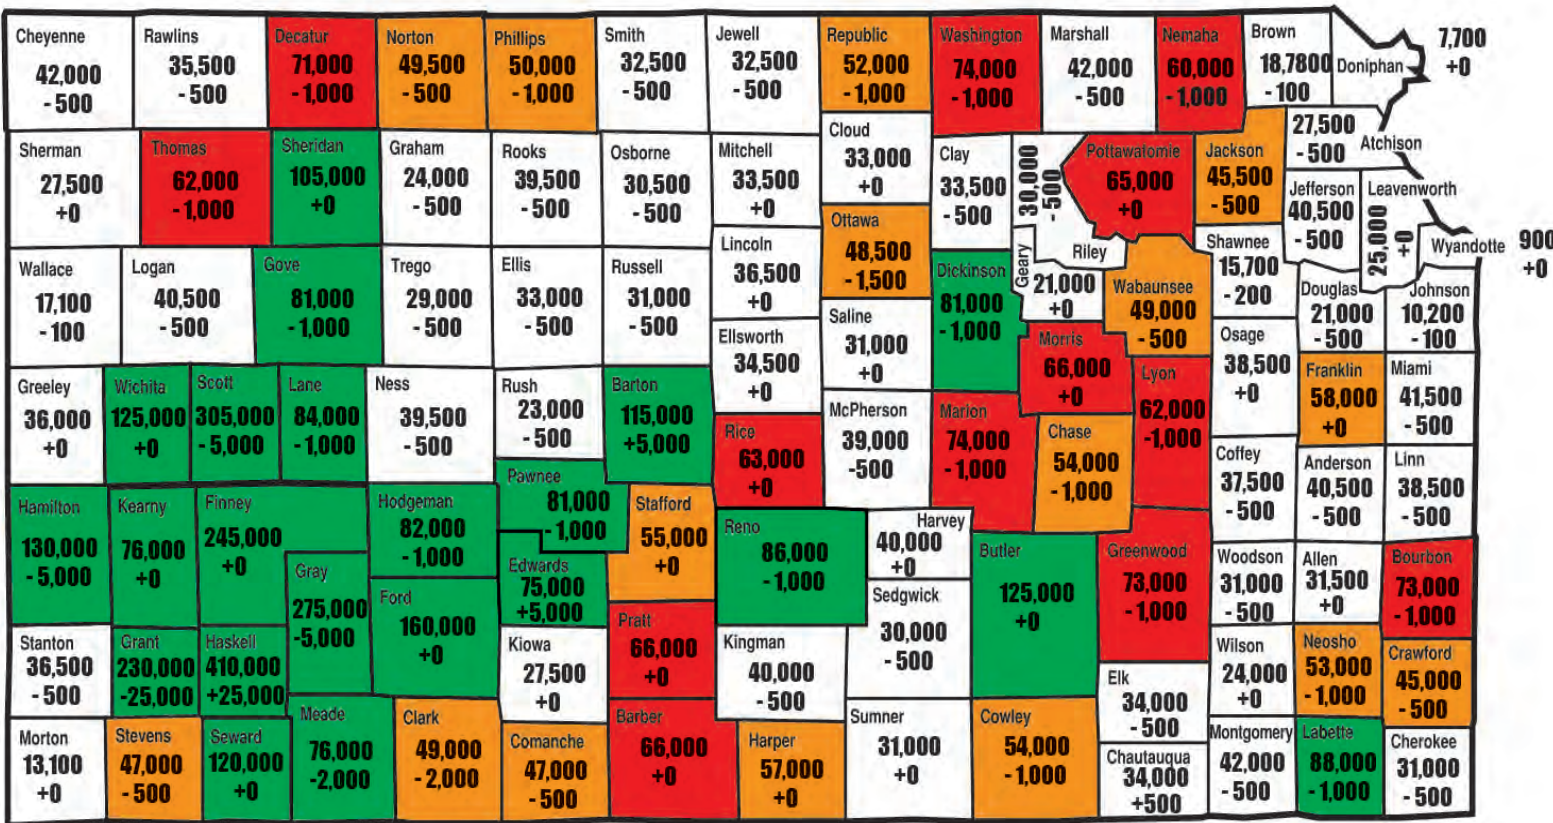 Cheyenne
42,000
- 500
Rawlins
35,500
- 500
Decatur
71,000
- 1,000
Norton
49,500
- 500
Phillips
50,000
- 1,000
Smith
32,500
- 500
Jewell
32,500
- 500
Republic
52,000
- 1,000
Washington
74,000
- 1,000
Marshall
42,000
- 500
Nemaha
60,000
- 1,000
Brown
18,7800
- 100
Doniphan
7,700
+0
Sherman
27,500
+0
Thomas
62,000
- 1,000
Sheridan
105,000
+0
Graham
24,000
- 500
Rooks
39,500
- 500
Osborne
30,500
- 500
Mitchell
33,500
+0
Cloud
33,000
+0
Clay
33,500
- 500
30,000
- 500
Riley
Pottawatomie
65,000
+0
Jackson
45,500
- 500
27,500
- 500
Atchison
Jefferson
40,500
- 500
Leavenworth
25,000
+0
Wyandotte
900
+0
Wallace
17,100
- 100
Logan
40,500
- 500
Gove
81,000
- 1,000
Trego
29,000
- 500
Ellis
33,000
- 500
Russell
31,000
- 500
Lincoln
36,500
+0
Ottawa
48,500
- 1,500
Dickinson
81,000
- 1,000
Geary
21,000
+0
Wabaunsee
49,000
- 500
Shawnee
15,700
- 200
Douglas
21,000
- 500
Johnson
10,200
- 100
Ellsworth
34,500
+0
Saline
31,000
+0
Morris
66,000
+0
Osage
38,500
+0
Franklin
58,000
+0
Miami
41,500
- 500
Greeley
36,000
+0
Wichita
125,000
+0
Scott
305,000
- 5,000
Lane
84,000
- 1,000
Ness
39,500
- 500
Rush
23,000
- 500
Barton
115,000
+5,000
Rice
63,000
+0
McPherson
39,000
-500
Marion
74,000
- 1,000
Chase
54,000
- 1,000
Lyon
62,000
-1,000
Coffey
37,500
- 500
Anderson
40,500
- 500
Linn
38,500
- 500
Hamilton
130,000
- 5,000
Kearny
76,000
+0
Finney
245,000
+0
Hodgeman
82,000
- 1,000
Pawnee
81,000
- 1,000
Stafford
55,000
+0
Reno
86,000
- 1,000
Harvey
40,000
+0
Butler
125,000
+0
Greenwood
73,000
- 1,000
Woodson
31,000
- 500
Allen
31,500
+0
Bourbon
73,000
- 1,000
Gray
275,000
-5,000
Ford
160,000
+0
Edwards
75,000
+5,000
Sedgwick
30,000
- 500
Stanton
36,500
- 500
Grant
230,000
-25,000
Haskell
410,000
+25,000
Kiowa
27,500
+0
Pratt
66,000
+0
Kingman
40,000
- 500
Elk
34,000
- 500
Wilson
24,000
+0
Neosho
53,000
- 1,000
Crawford
45,000
- 500
Morton
13,100
+0
Stevens
47,000
- 500
Seward
120,000
+0
Meade
76,000
-2,000
Clark
49,000
- 2,000
Comanche
47,000
- 500
Barber
66,000
+0
Harper
57,000
+0
Sumner
31,000
+0
Cowley
54,000
- 1,000
Chautauqua
34,000
+500
Montgomery
42,000
- 500
Labette
88,000
- 1,000
Cherokee
31,000
- 500